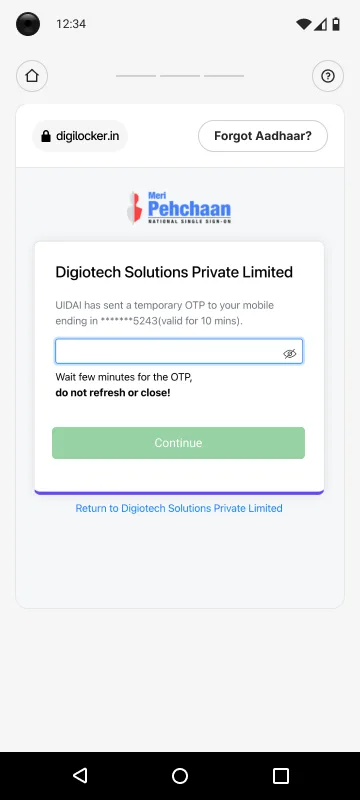 12:34
digilocker.in
Forgot Aadhaar?
Meri
Pehchaan
NATIONAL SINGLE SIGN-ON
Digiotech Solutions Private Limited
UIDAI has sent a temporary OTP to your mobile
ending in *******5243(valid for 10 mins).
Wait few minutes for the OTP,
do not refresh or close!
Continue
Return to Digiotech Solutions Private Limited